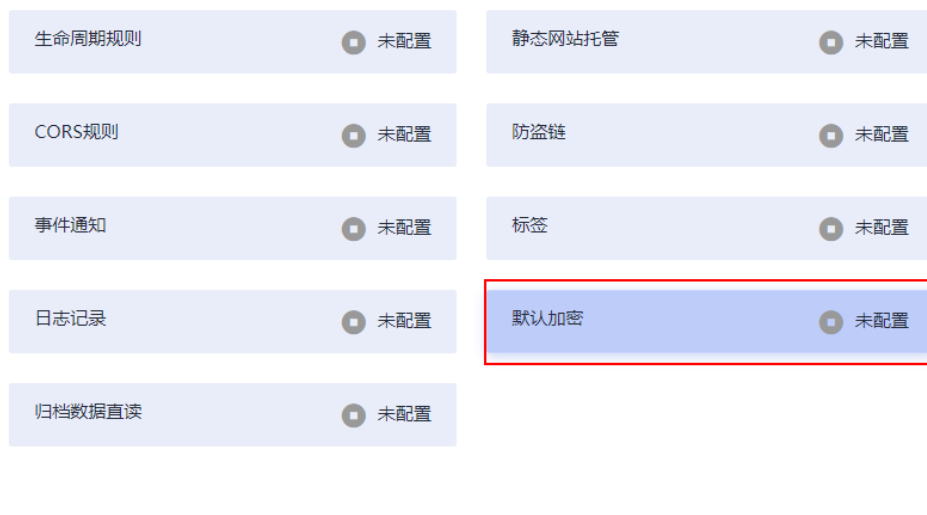 生命周期规则 未配置 静态网站托管 未配置
CORS规则 未配置 防盗链 未配置
事件通知 未配置 标签 未配置
日志记录 未配置 默认加密 未配置
归档数据直读 未配置